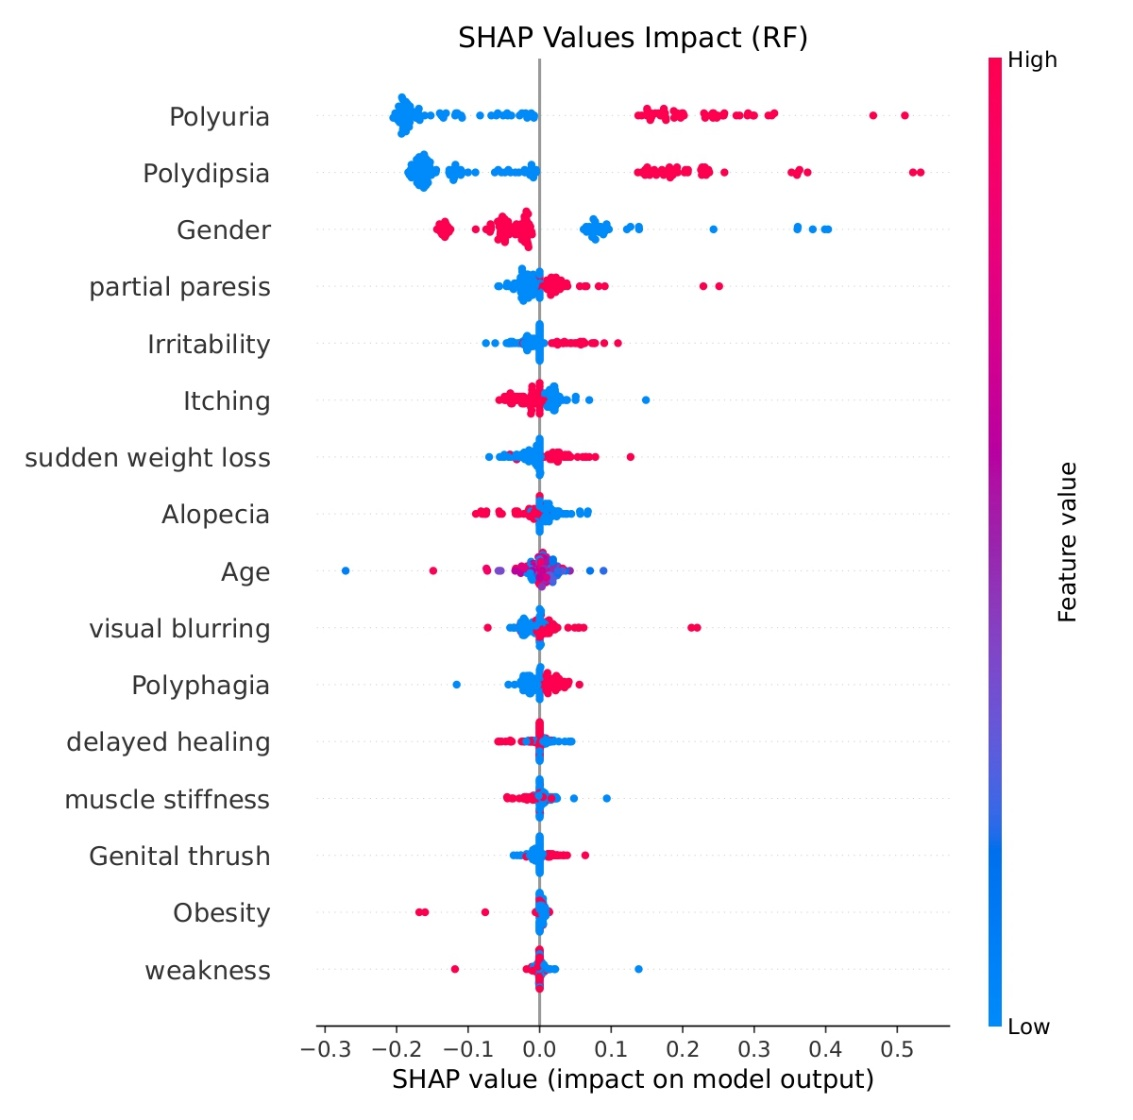 SHAP Values Impact (RF)
High
Polyuria
Polydipsia
Gender
partial paresis
Irritability
Itching
sudden weight loss
Alopecia
Age
visual blurring
Polyphagia
delayed healing
muscle stiffness
Genital thrush
Obesity
weakness
Feature value
Low
−0.3 −0.2 −0.1 0.0 0.1 0.2 0.3 0.4 0.5
SHAP value (impact on model output)